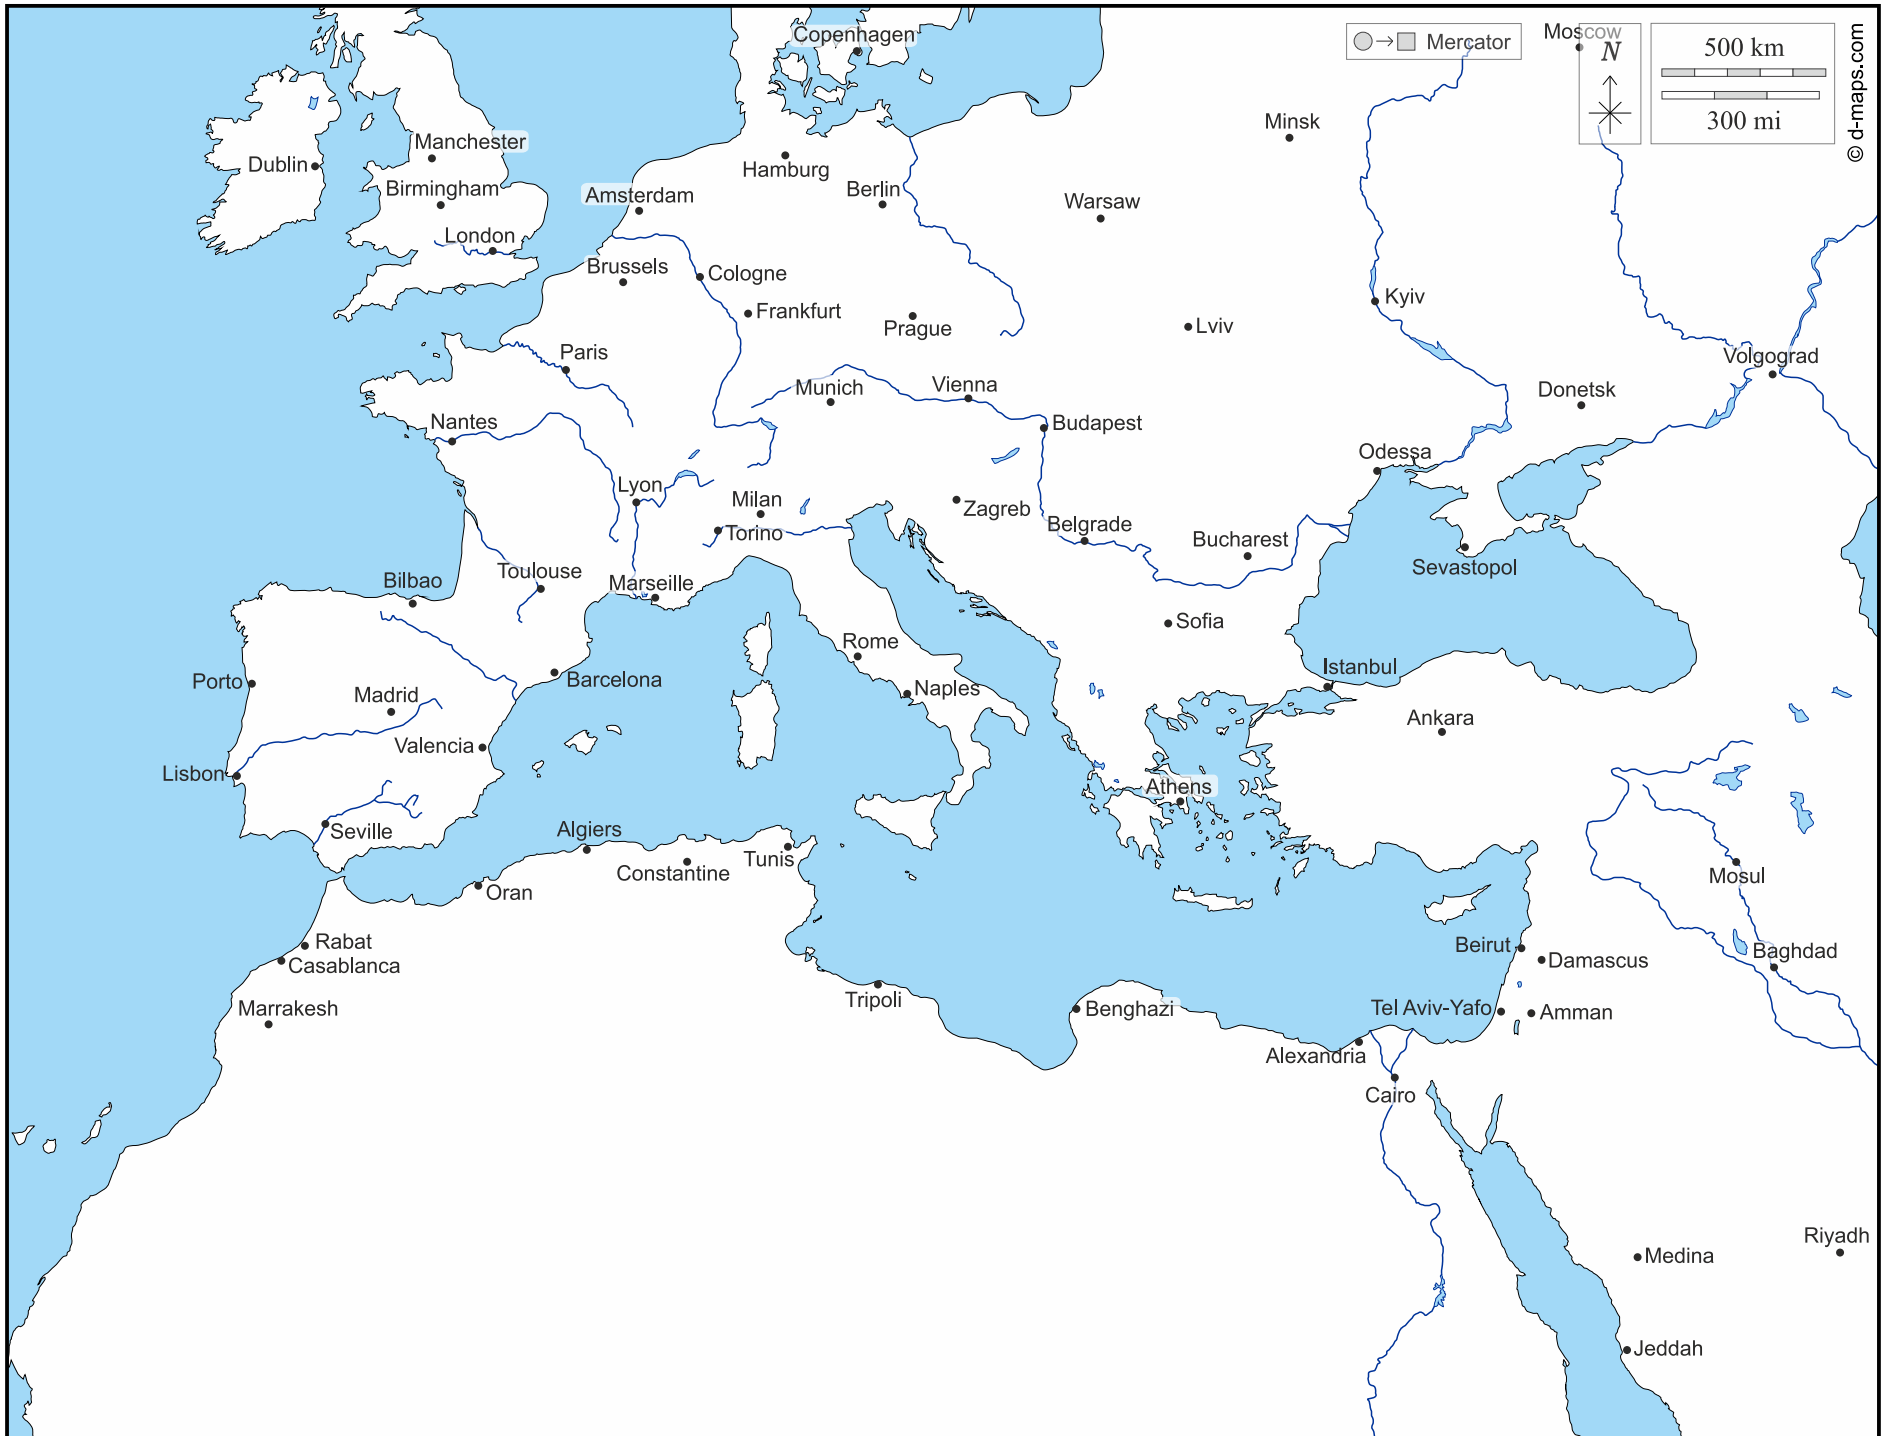 Copenhagen
Mercator
Moscow
N
500 km
300 mi
© d-maps.com
Minsk
Manchester
Dublin
Hamburg
Birmingham
Amsterdam
Berlin
Warsaw
London
Brussels
Cologne
Kyiv
Frankfurt
Prague
Lviv
Paris
Volgograd
Munich
Vienna
Donetsk
Nantes
Budapest
Odessa
Lyon
Milan
Zagreb
Torino
Belgrade
Bucharest
Sevastopol
Bilbao
Toulouse
Marseille
Sofia
Rome
Istanbul
Porto
Madrid
Barcelona
Naples
Ankara
Valencia
Lisbon
Athens
Seville
Algiers
Constantine
Tunis
Mosul
Oran
Rabat
Casablanca
Beirut
Damascus
Baghdad
Marrakesh
Tripoli
Benghazi
Tel Aviv-Yafo
Amman
Alexandria
Cairo
Riyadh
Medina
Jeddah